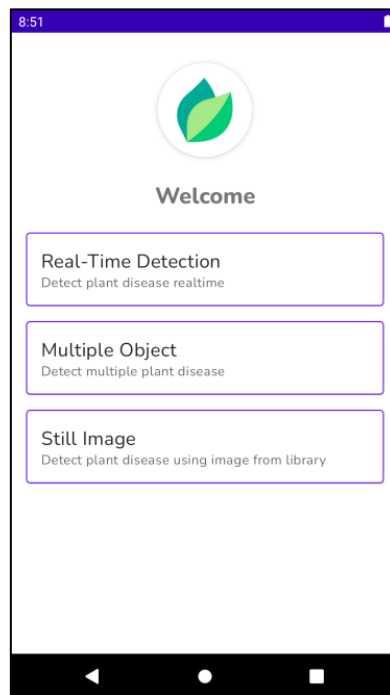 8:51
Welcome
Real-Time Detection
Detect plant disease realtime
Multiple Object
Detect multiple plant disease
Still Image
Detect plant disease using image from library